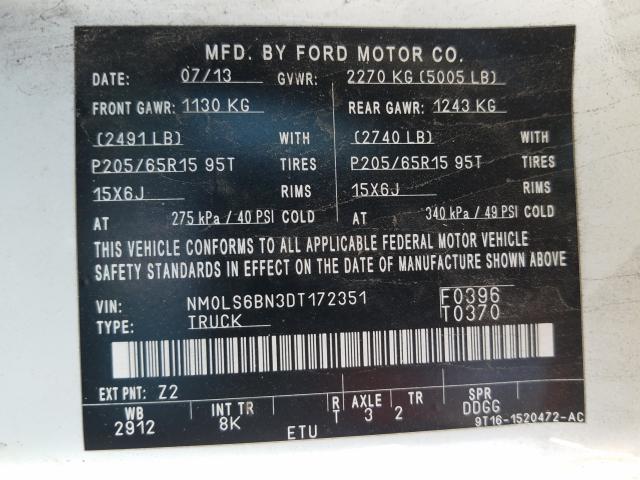 MFD. BY FORD MOTOR CO.
DATE: 07/13 GVWR: 2270 KG (5005 LB)
FRONT GAWR: 1130 KG REAR GAWR: 1243 KG
(2491 LB) WITH (2740 LB) WITH
P205/65R15 95T TIRES P205/65R15 95T TIRES
15X6J RIMS 15X6J RIMS
AT 275 kPa / 40 PSI COLD AT 340 kPa / 49 PSI COLD
THIS VEHICLE CONFORMS TO ALL APPLICABLE FEDERAL MOTOR VEHICLE
SAFETY STANDARDS IN EFFECT ON THE DATE OF MANUFACTURE SHOWN ABOVE
VIN: NM0LS6BN3DT172351 F0396
TYPE: TRUCK T0370
EXT PNT: Z2
WB INT TR R AXLE TR SPR
2912 8K T 3 2 DDGG
ETU 9T16-1520472-AC